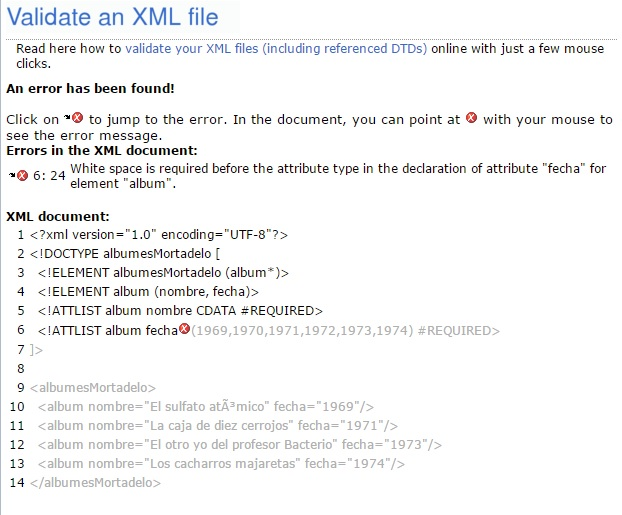 Validate an XML file
Read here how to validate your XML files (including referenced DTDs) online with just a few mouse
clicks.
An error has been found!
Click on to jump to the error. In the document, you can point at with your mouse to
see the error message.
Errors in the XML document:
6: 24 White space is required before the attribute type in the declaration of attribute "fecha" for
element "album".
XML document:
1 <?xml version="1.0" encoding="UTF-8"?>
2 <!DOCTYPE albumesMortadelo [
3 <!ELEMENT albumesMortadelo (album*)>
4 <!ELEMENT album (nombre, fecha)>
5 <!ATTLIST album nombre CDATA #REQUIRED>
6 <!ATTLIST album fecha(1969,1970,1971,1972,1973,1974) #REQUIRED>
7 ]>
8
9 <albumesMortadelo>
10 <album nombre="El sulfato atÃ³mico" fecha="1969"/>
11 <album nombre="La caja de diez cerrojos" fecha="1971"/>
12 <album nombre="El otro yo del profesor Bacterio" fecha="1973"/>
13 <album nombre="Los cacharros majaretas" fecha="1974"/>
14 </albumesMortadelo>